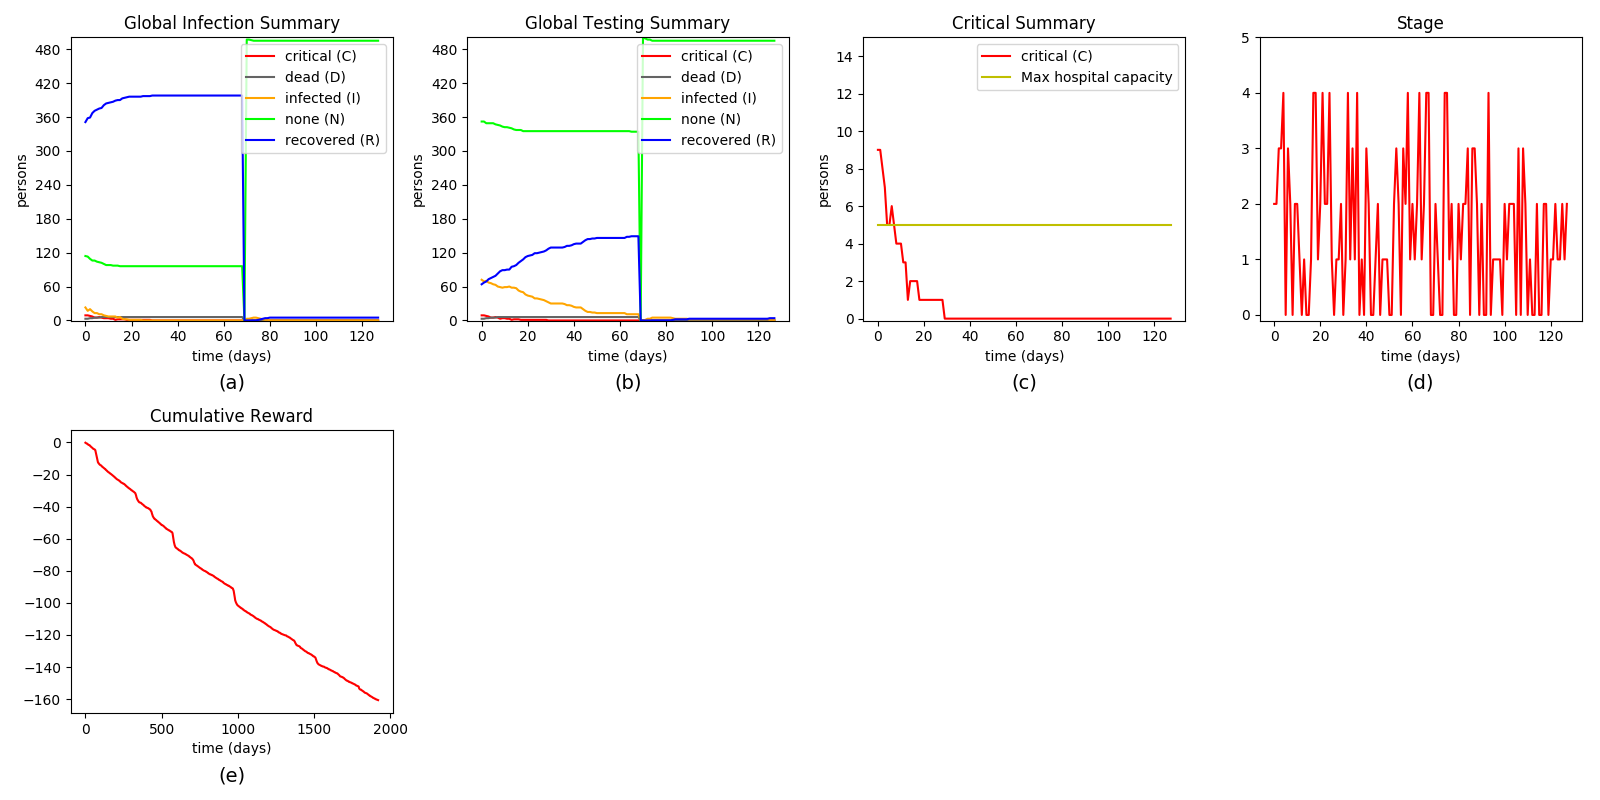 Global Infection Summary
persons
480
420
360
300
240
180
120
60
0
critical (C)
dead (D)
infected (I)
none (N)
recovered (R)
0 20 40 60 80 100 120
time (days)
(a)
Global Testing Summary
persons
480
420
360
300
240
180
120
60
0
critical (C)
dead (D)
infected (I)
none (N)
recovered (R)
0 20 40 60 80 100 120
time (days)
(b)
Critical Summary
persons
14
12
10
8
6
4
2
0
critical (C)
Max hospital capacity
0 20 40 60 80 100 120
time (days)
(c)
Stage
5
4
3
2
1
0
0 20 40 60 80 100 120
time (days)
(d)
Cumulative Reward
0
−20
−40
−60
−80
−100
−120
−140
−160
0 500 1000 1500 2000
time (days)
(e)